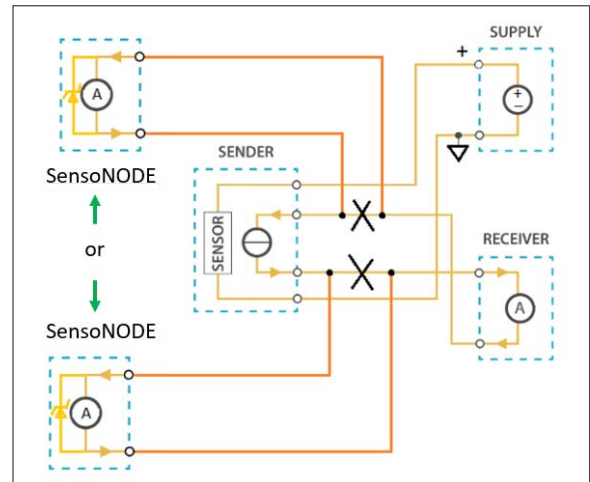 SUPPLY
+
A
+
−
SensoNODE
SENDER
or
SENSOR
RECEIVER
A
SensoNODE
A